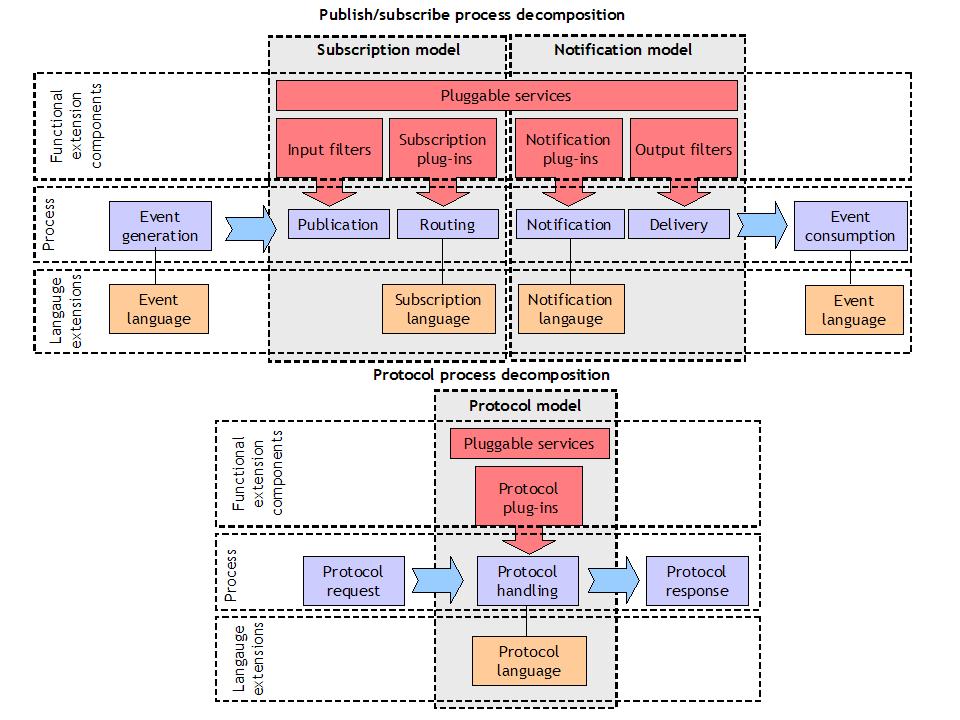 Publish/subscribe process decomposition
Subscription model
Notification model
Functional
extension
components
Pluggable services
Input filters
Subscription
plug-ins
Notification
plug-ins
Output filters
Process
Event
generation
Publication
Routing
Notification
Delivery
Event
consumption
Langauge
extensions
Event
language
Subscription
language
Notification
langauge
Event
language
Protocol process decomposition
Protocol model
Functional
extension
components
Pluggable services
Protocol
plug-ins
Process
Protocol
request
Protocol
handling
Protocol
response
Langauge
extensions
Protocol
language